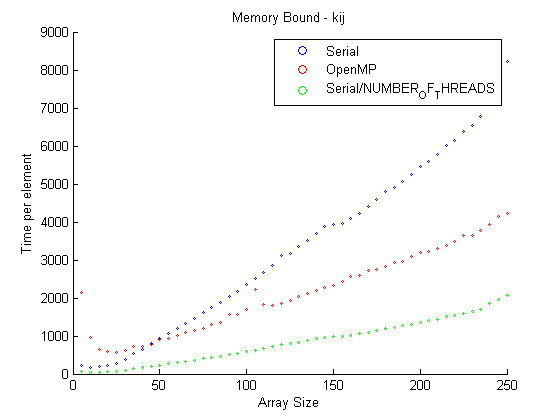 Memory Bound - kij
9000
8000
7000
6000
5000
4000
3000
2000
1000
0
Time per element
Serial
OpenMP
Serial/NUMBER_OF_THREADS
0 50 100 150 200 250
Array Size